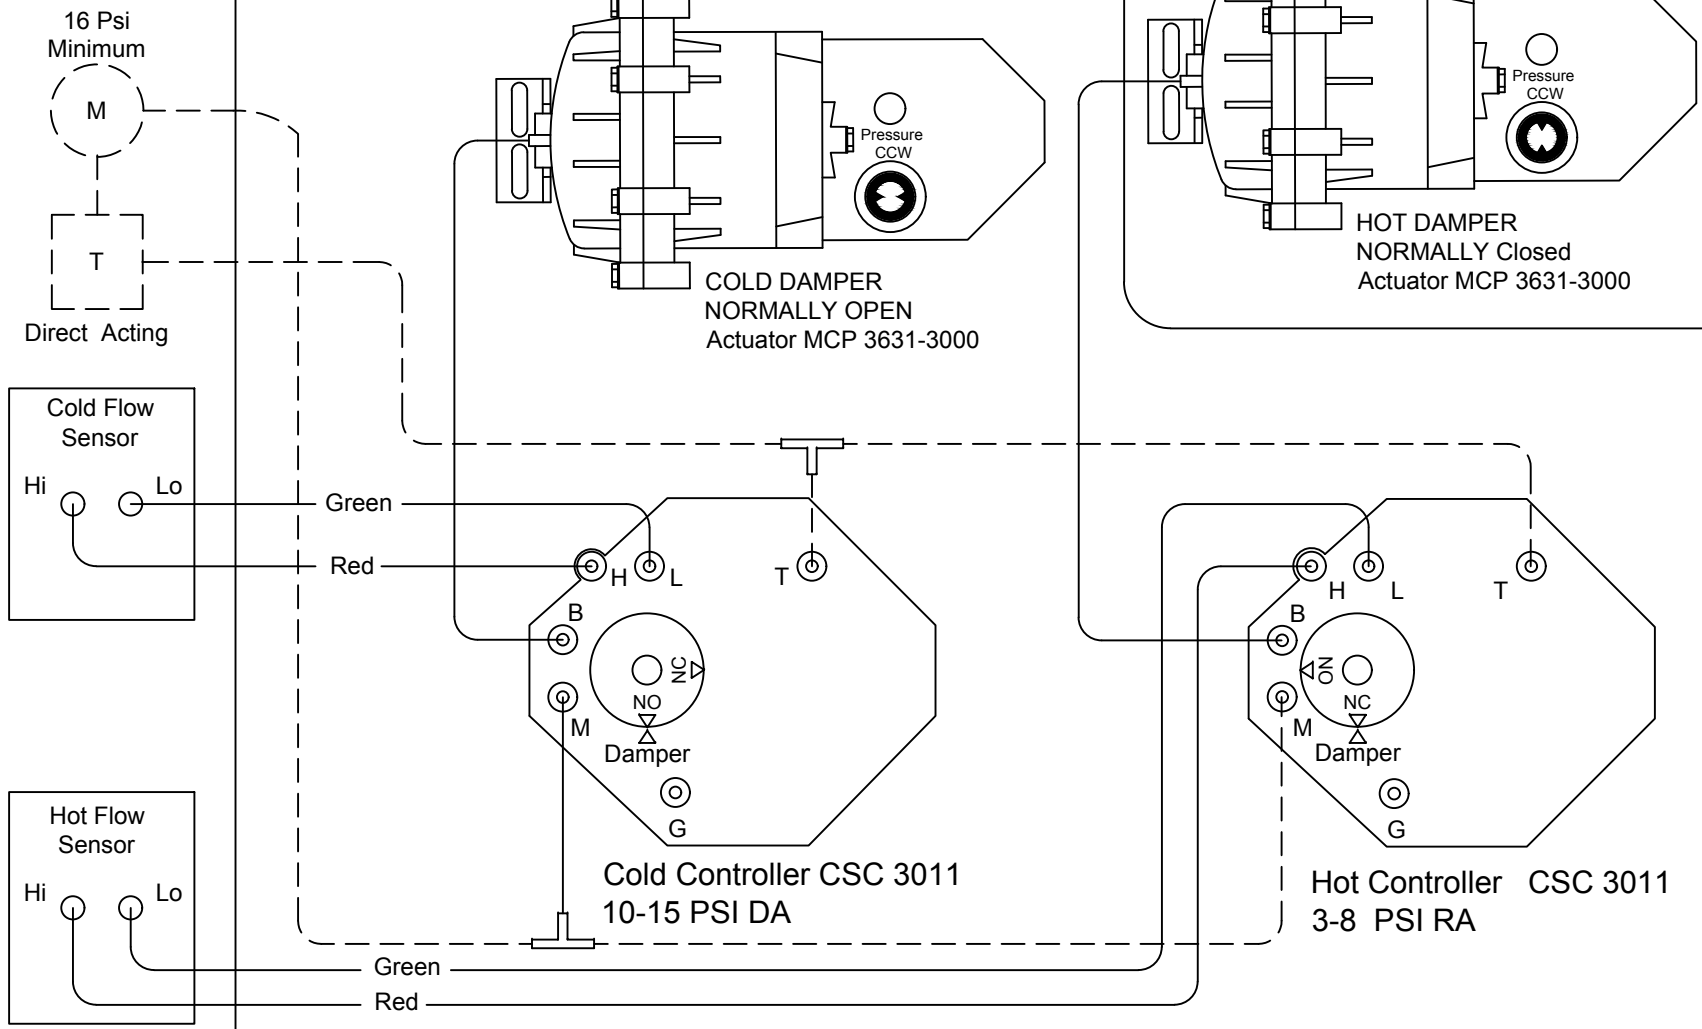 16 Psi
Minimum
M
T
Direct Acting
Pressure
CCW
COLD DAMPER
NORMALLY OPEN
Actuator MCP 3631-3000
Pressure
CCW
HOT DAMPER
NORMALLY Closed
Actuator MCP 3631-3000
Cold Flow
Sensor
Hi
Lo
Green
Red
H
L
T
B
NC
NO
M
Damper
G
Cold Controller CSC 3011
10-15 PSI DA
H
L
T
B
NO
NC
M
Damper
G
Hot Controller CSC 3011
3-8 PSI RA
Hot Flow
Sensor
Hi
Lo
Green
Red